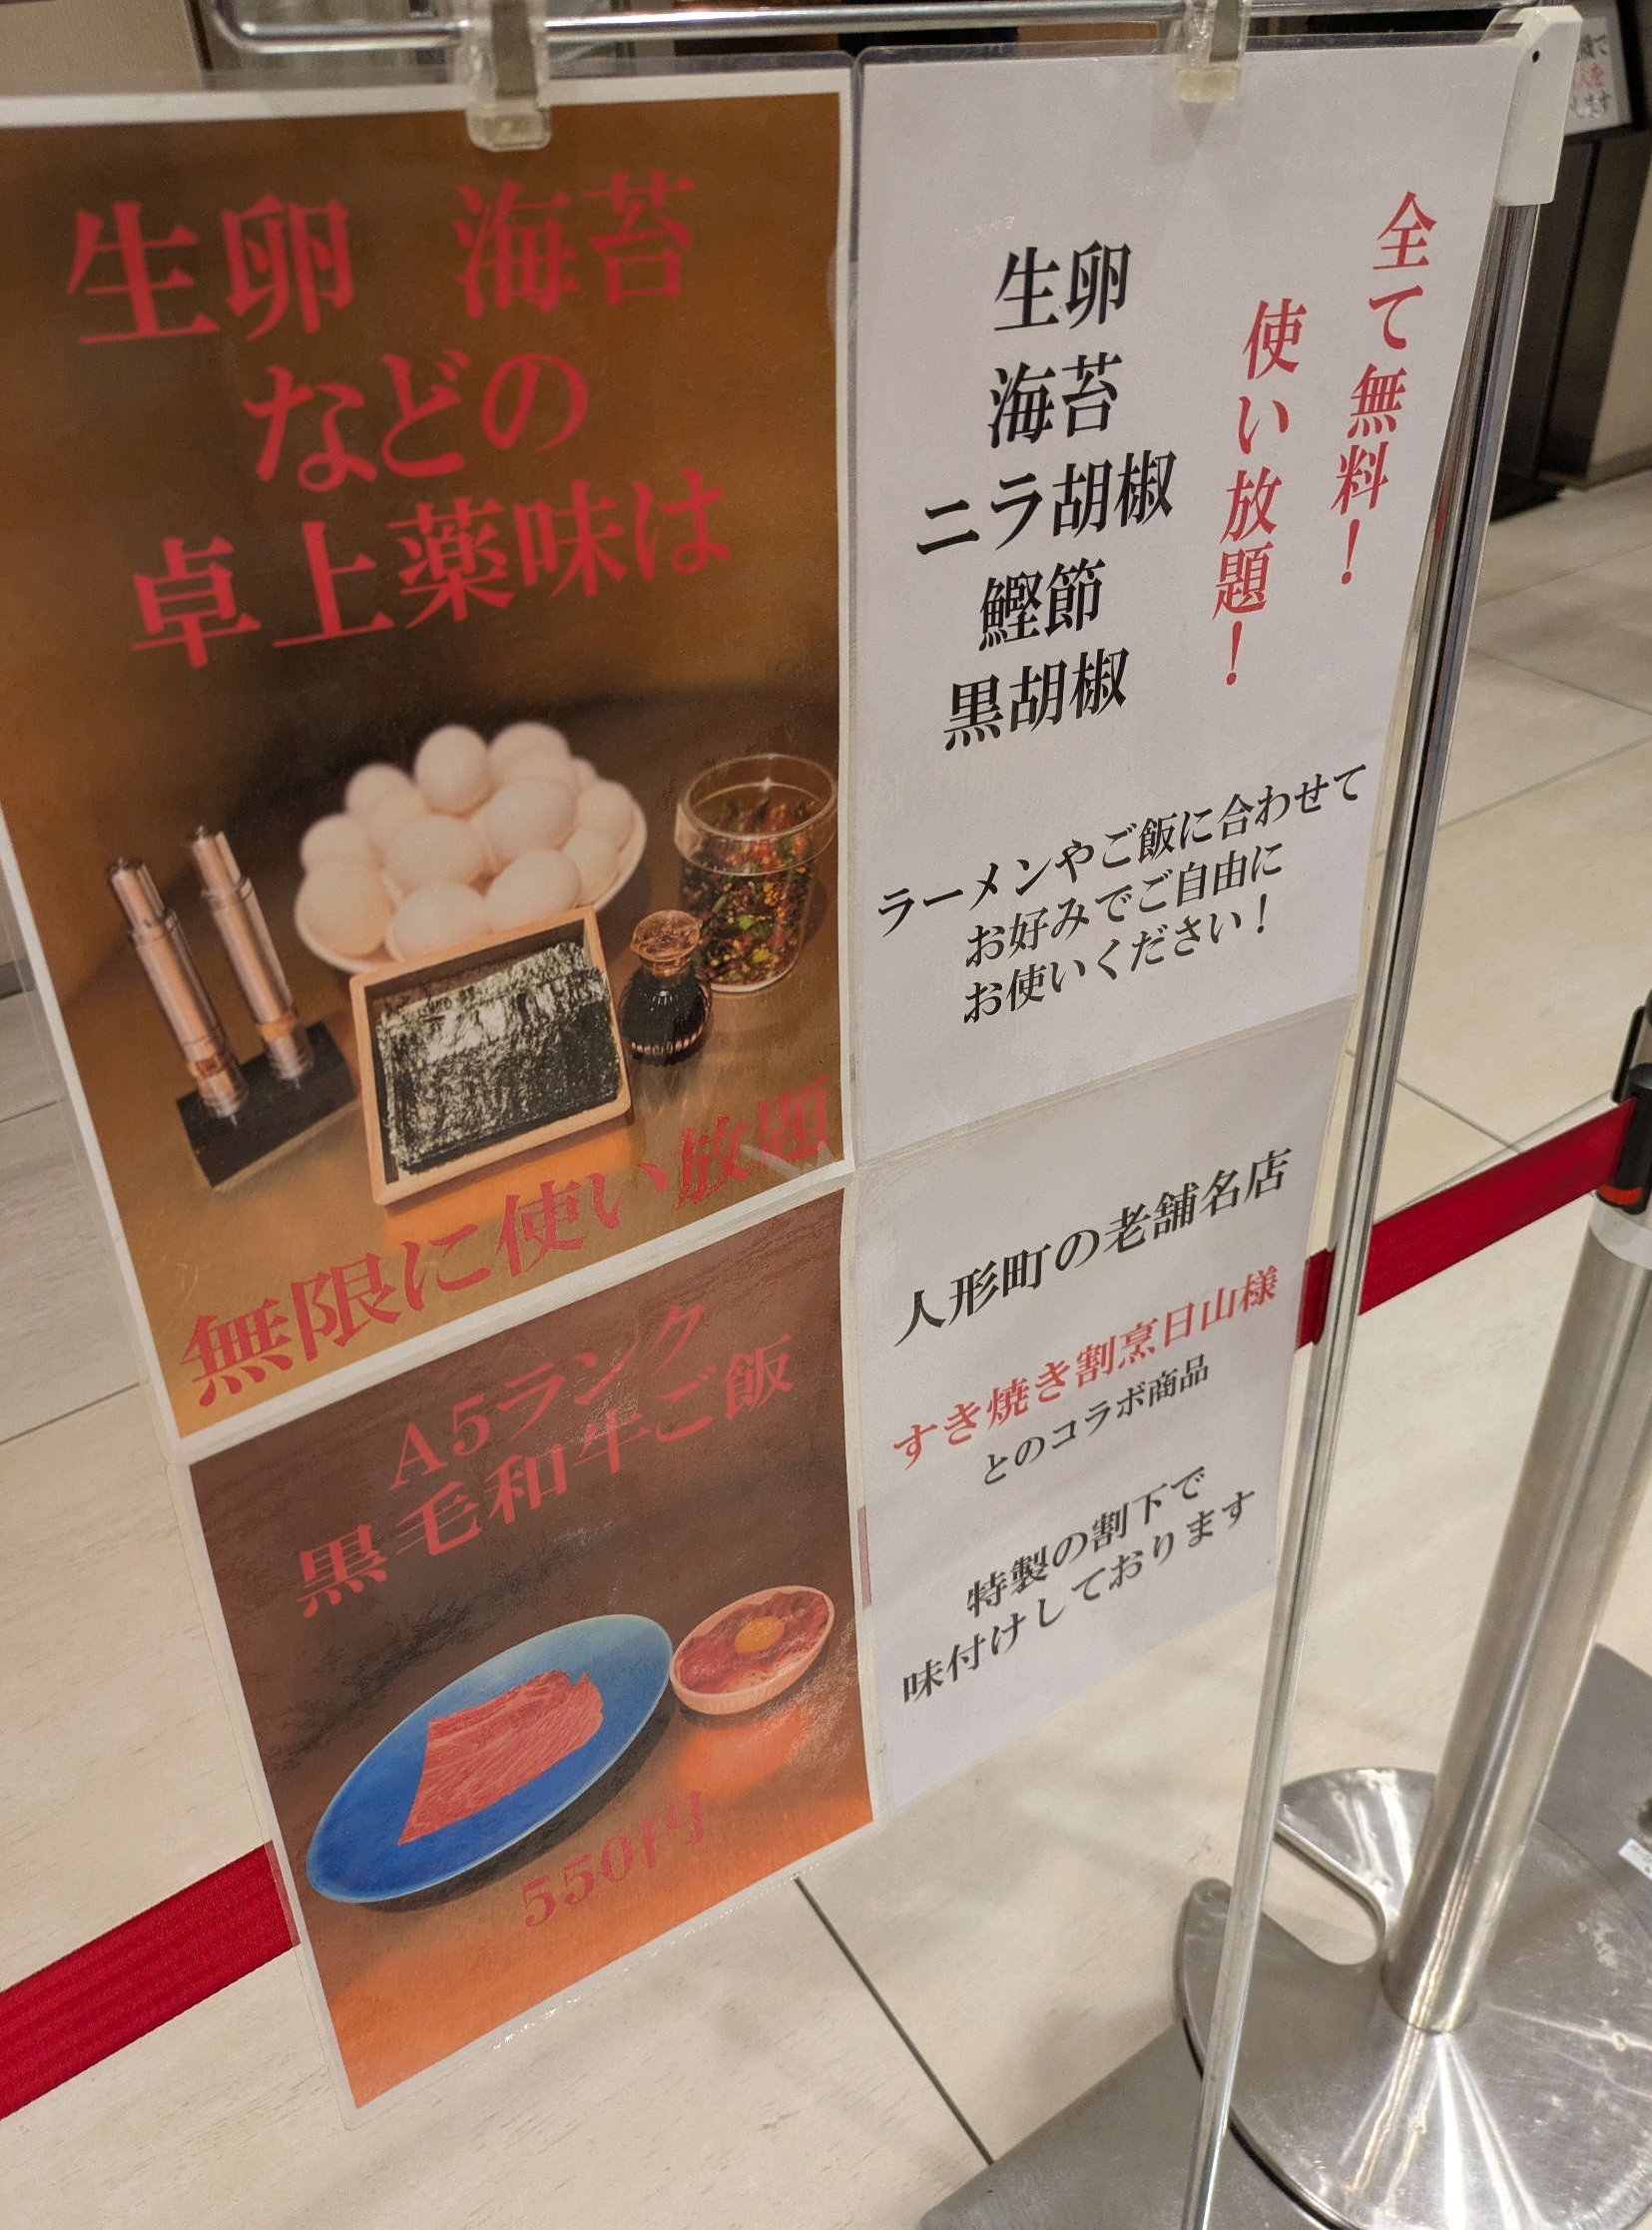 生卵 海苔
などの
卓上薬味は
無限に使い放題
全て無料！
使い放題！
生卵
海苔
ニラ胡椒
鰹節
黒胡椒
ラーメンやご飯に合わせて
お好みでご自由に
お使いください！
A5ランク
黒毛和牛ご飯
550円
人形町の老舗名店
すき焼き割烹日山様
とのコラボ商品
特製の割下で
味付けしております